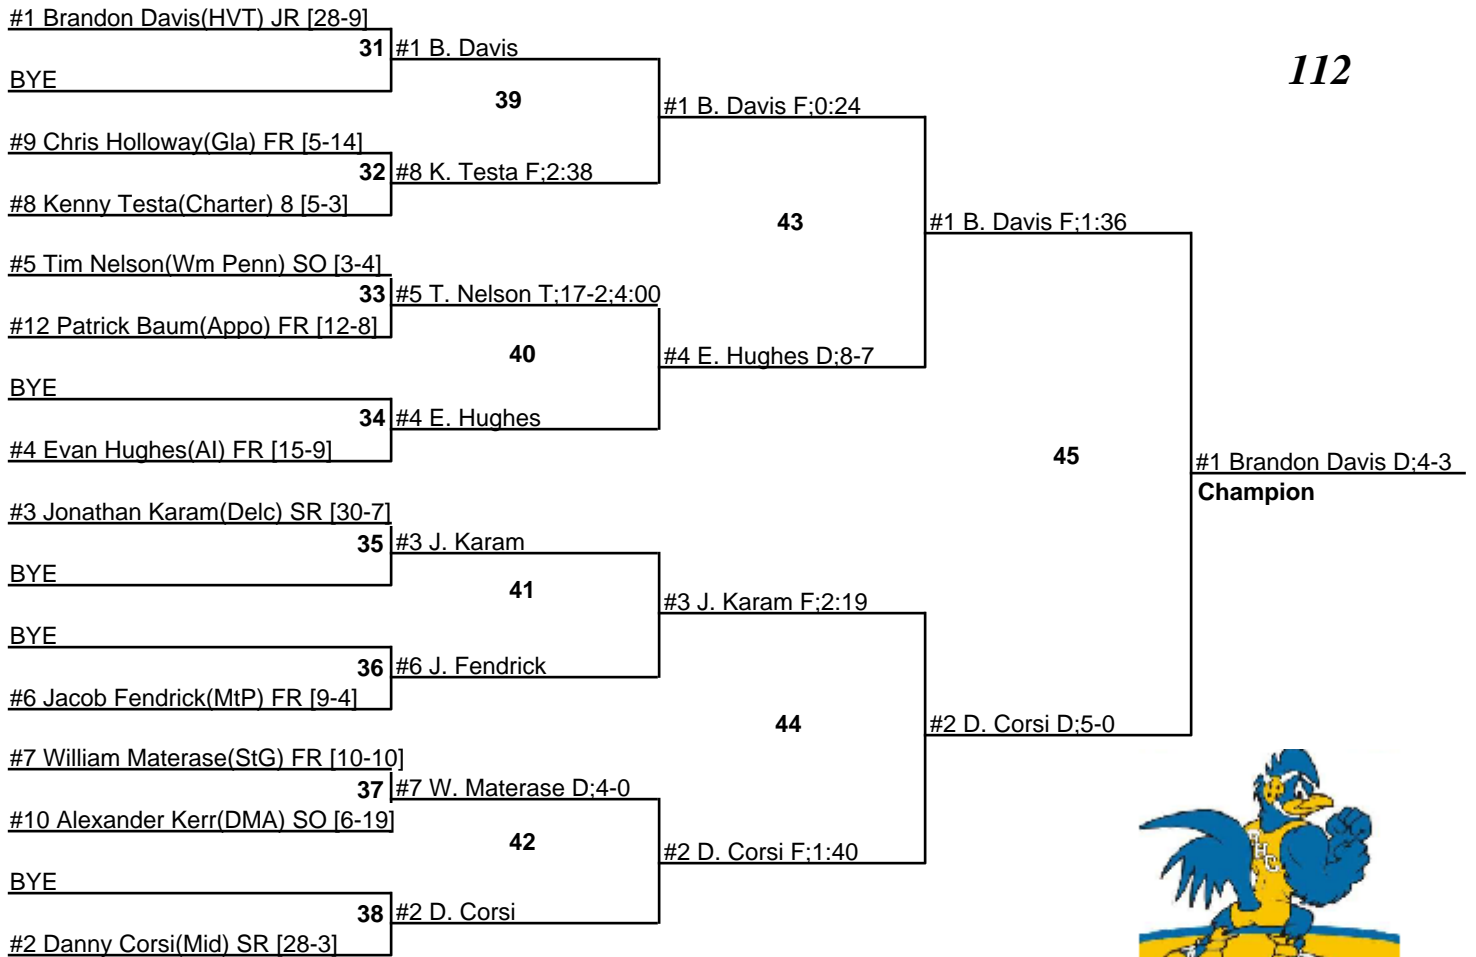 #1 Brandon Davis(HVT) JR [28-9]
31
#1 B. Davis
BYE
39
#1 B. Davis F;0:24
112
#9 Chris Holloway(Gla) FR [5-14]
32
#8 K. Testa F;2:38
#8 Kenny Testa(Charter) 8 [5-3]
43
#1 B. Davis F;1:36
#5 Tim Nelson(Wm Penn) SO [3-4]
33
#5 T. Nelson T;17-2;4:00
#12 Patrick Baum(Appo) FR [12-8]
40
#4 E. Hughes D;8-7
BYE
34
#4 E. Hughes
#4 Evan Hughes(AI) FR [15-9]
45
#1 Brandon Davis D;4-3
Champion
#3 Jonathan Karam(Delc) SR [30-7]
35
#3 J. Karam
BYE
41
#3 J. Karam F;2:19
BYE
36
#6 J. Fendrick
#6 Jacob Fendrick(MtP) FR [9-4]
44
#2 D. Corsi D;5-0
#7 William Materase(StG) FR [10-10]
37
#7 W. Materase D;4-0
#10 Alexander Kerr(DMA) SO [6-19]
42
#2 D. Corsi F;1:40
BYE
38
#2 D. Corsi
#2 Danny Corsi(Mid) SR [28-3]